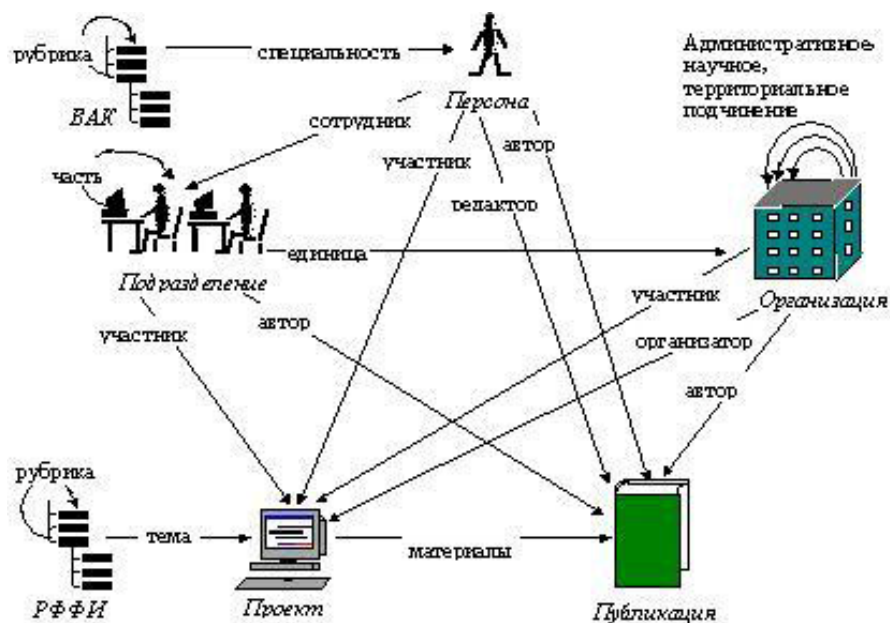 рубрика
специальность
Административное,
научное,
территориальное
подчинение
ВАК
Персона
сотрудник
автор
участник
часть
редактор
единица
Подразделение
участник
Организация
автор
участник
организатор
автор
рубрика
тема
материалы
РФФИ
Проект
Публикация